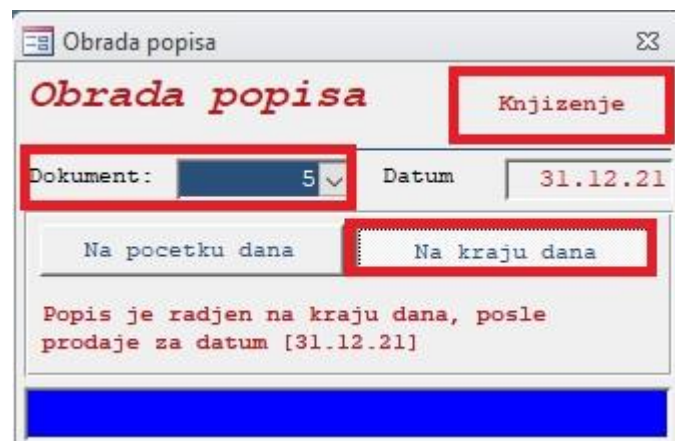 Obrada popisa
Obrada popisa
Knjizenje
Dokument: 5 Datum 31.12.21
Na pocetku dana Na kraju dana
Popis je radjen na kraju dana, posle
prodaje za datum [31.12.21]